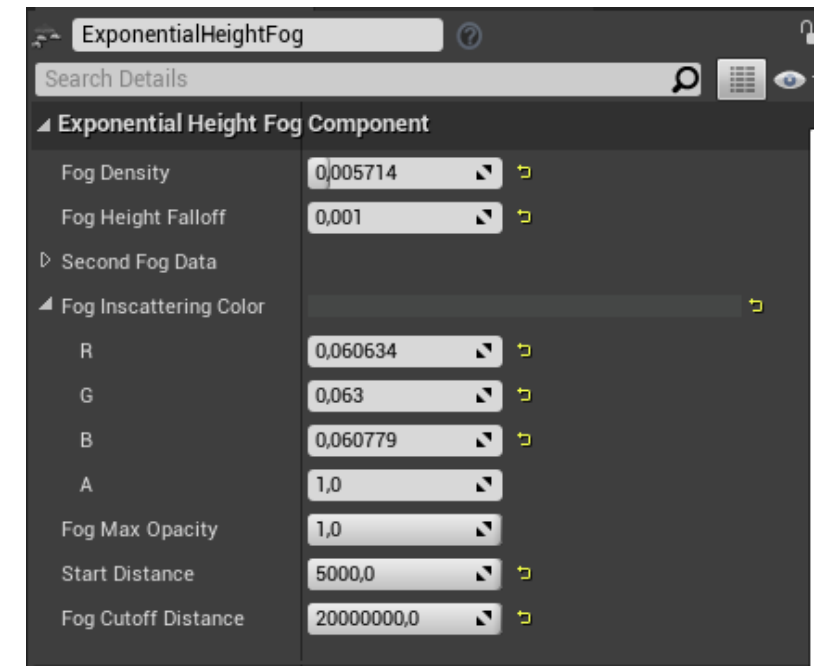 ExponentialHeightFog
Search Details
Exponential Height Fog Component
Fog Density 0,005714
Fog Height Falloff 0,001
Second Fog Data
Fog Inscattering Color
R 0,060634
G 0,063
B 0,060779
A 1,0
Fog Max Opacity 1,0
Start Distance 5000,0
Fog Cutoff Distance 20000000,0